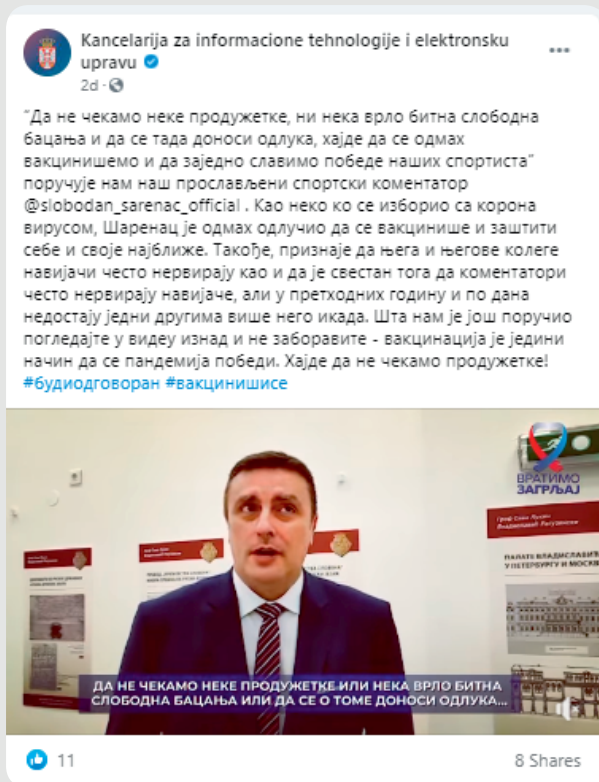 Kancelarija za informacione tehnologije i elektronsku
upravu
2d
“Да не чекамо неке продужетке, ни нека врло битна слободна
бацања и да се тада доноси одлука, хајде да се одмах
вакцинишемо и да заједно славимо победе наших спортиста”
поручује нам наш прослављени спортски коментатор
@slobodan_sarenac_official . Као неко ко се изборио са корона
вирусом, Шаренац је одмах одлучио да се вакцинише и заштити
себе и своје најближе. Такође, признаје да њега и његове колеге
навијачи често нервирају као и да је свестан тога да коментатори
често нервирају навијаче, али у претходних годину и по дана
недостају једни другима више него икада. Шта нам је још поручио
погледајте у видеу изнад и не заборавите - вакцинација је једини
начин да се пандемија победи. Хајде да не чекамо продужетке!
#будиодговоран #вакцинишисе
ВРАТИМО
ЗАГРЉАЈ
ПАЛАТЕ ВЛАДИСЛАВИЋ
У ПЕТЕРБУРГУ И МОСКВ
ДА НЕ ЧЕКАМО НЕКЕ ПРОДУЖЕТКЕ ИЛИ НЕКА ВРЛО БИТНА
СЛОБОДНА БАЦАЊА ИЛИ ДА СЕ О ТОМЕ ДОНОСИ ОДЛУКА...
11
8 Shares